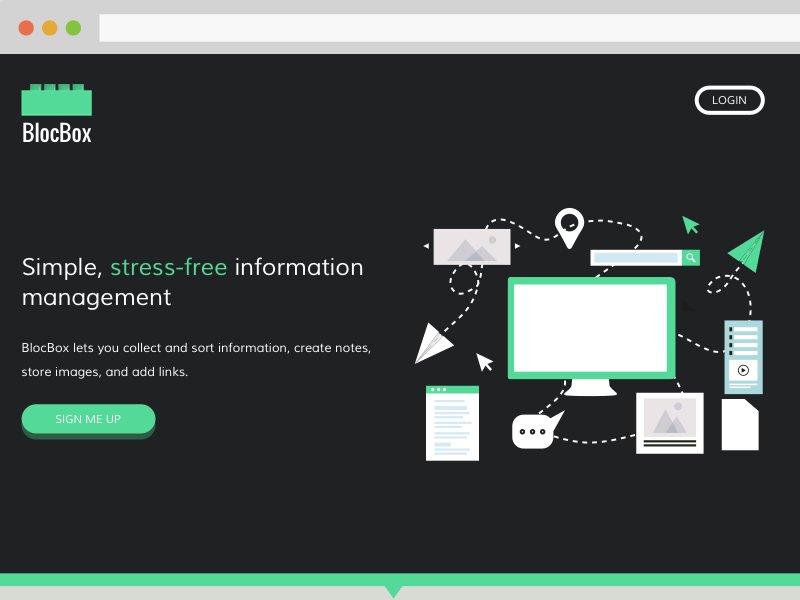 BlocBox
LOGIN
Simple, stress-free information
management
BlocBox lets you collect and sort information, create notes,
store images, and add links.
SIGN ME UP